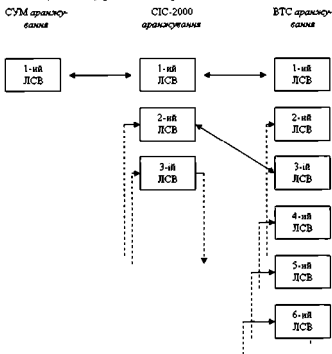 СУМ аранжу-
вання
СІС-2000
аранжування
ВТС аранжу-
вання
1-ий
ЛСВ
1-ий
ЛСВ
1-ий
ЛСВ
2-ий
ЛСВ
2-ий
ЛСВ
3-ій
ЛСВ
3-ій
ЛСВ
4-ий
ЛСВ
5-ий
ЛСВ
6-ий
ЛСВ